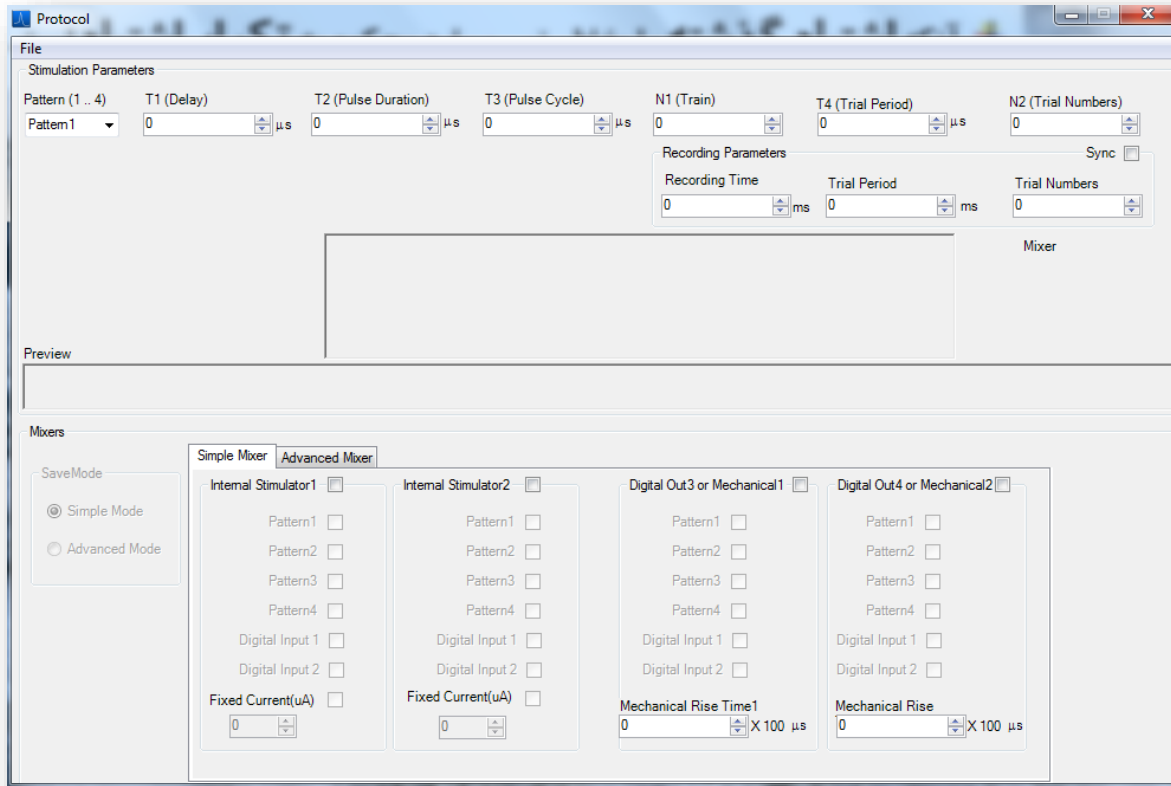 Protocol
File
Stimulation Parameters
Pattern (1 .. 4) T1 (Delay) T2 (Pulse Duration) T3 (Pulse Cycle) N1 (Train) T4 (Trial Period) N2 (Trial Numbers)
Pattern1 0 μs 0 μs 0 μs 0 0 μs 0
Recording Parameters Sync
Recording Time Trial Period Trial Numbers
0 ms 0 ms 0
Mixer
Preview
Mixers
Simple Mixer Advanced Mixer
SaveMode Internal Stimulator1 Internal Stimulator2 Digital Out3 or Mechanical1 Digital Out4 or Mechanical2
Simple Mode Pattern1 Pattern1 Pattern1 Pattern1
Advanced Mode Pattern2 Pattern2 Pattern2 Pattern2
Pattern3 Pattern3 Pattern3 Pattern3
Pattern4 Pattern4 Pattern4 Pattern4
Digital Input 1 Digital Input 1 Digital Input 1 Digital Input 1
Digital Input 2 Digital Input 2 Digital Input 2 Digital Input 2
Fixed Current(uA) Fixed Current(uA) Mechanical Rise Time1 Mechanical Rise
0 0 0 X 100 μs 0 X 100 μs